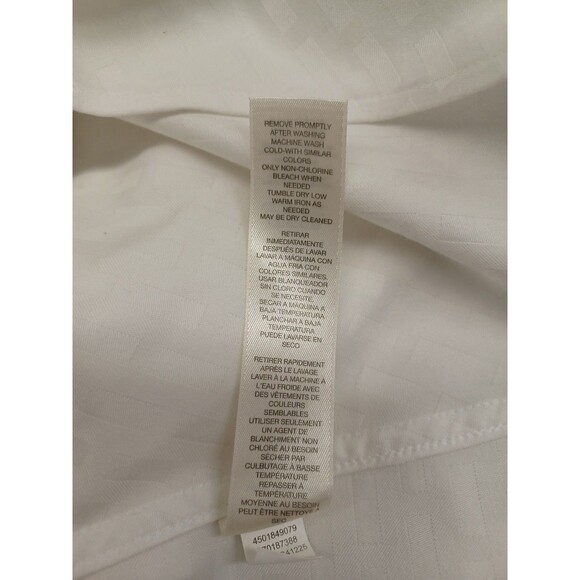 REMOVE PROMPTLY
AFTER WASHING
MACHINE WASH
COLD-WITH SIMILAR
COLORS
ONLY NON-CHLORINE
BLEACH WHEN
NEEDED
TUMBLE DRY LOW
WARM IRON AS
NEEDED
MAY BE DRY CLEANED
RETIRAR
INMEDIATAMENTE
DESPUÉS DE LAVAR
LAVAR À MÁQUINA CON
AGUA FRIA CON
COLORES SIMILARES,
USAR BLANQUEADOR
SIN CLORO CUANDO
SE NECESITE,
SECAR A MÁQUINA A
BAJA TEMPERATURA
PLANCHAR A BAJA
TEMPERATURA
PUEDE LAVARSE EN
SECO
RETIRER RAPIDEMENT
APRÈS LE LAVAGE
LAVER À LA MACHINE À
L'EAU FROIDE AVEC
DES VÊTEMENTS DE
COULEURS
SEMBLABLES
UTILISER SEULEMENT
UN AGENT DE
BLANCHIMENT NON
CHLORÉ AU BESOIN
SÉCHER PAR
CULBUTAGE À BASSE
TEMPÉRATURE
REPASSER À
TEMPÉRATURE
MOYENNE AU BESOIN
PEUT ÊTRE NETTOYÉ À
SEC
4501849079
70187388
41225